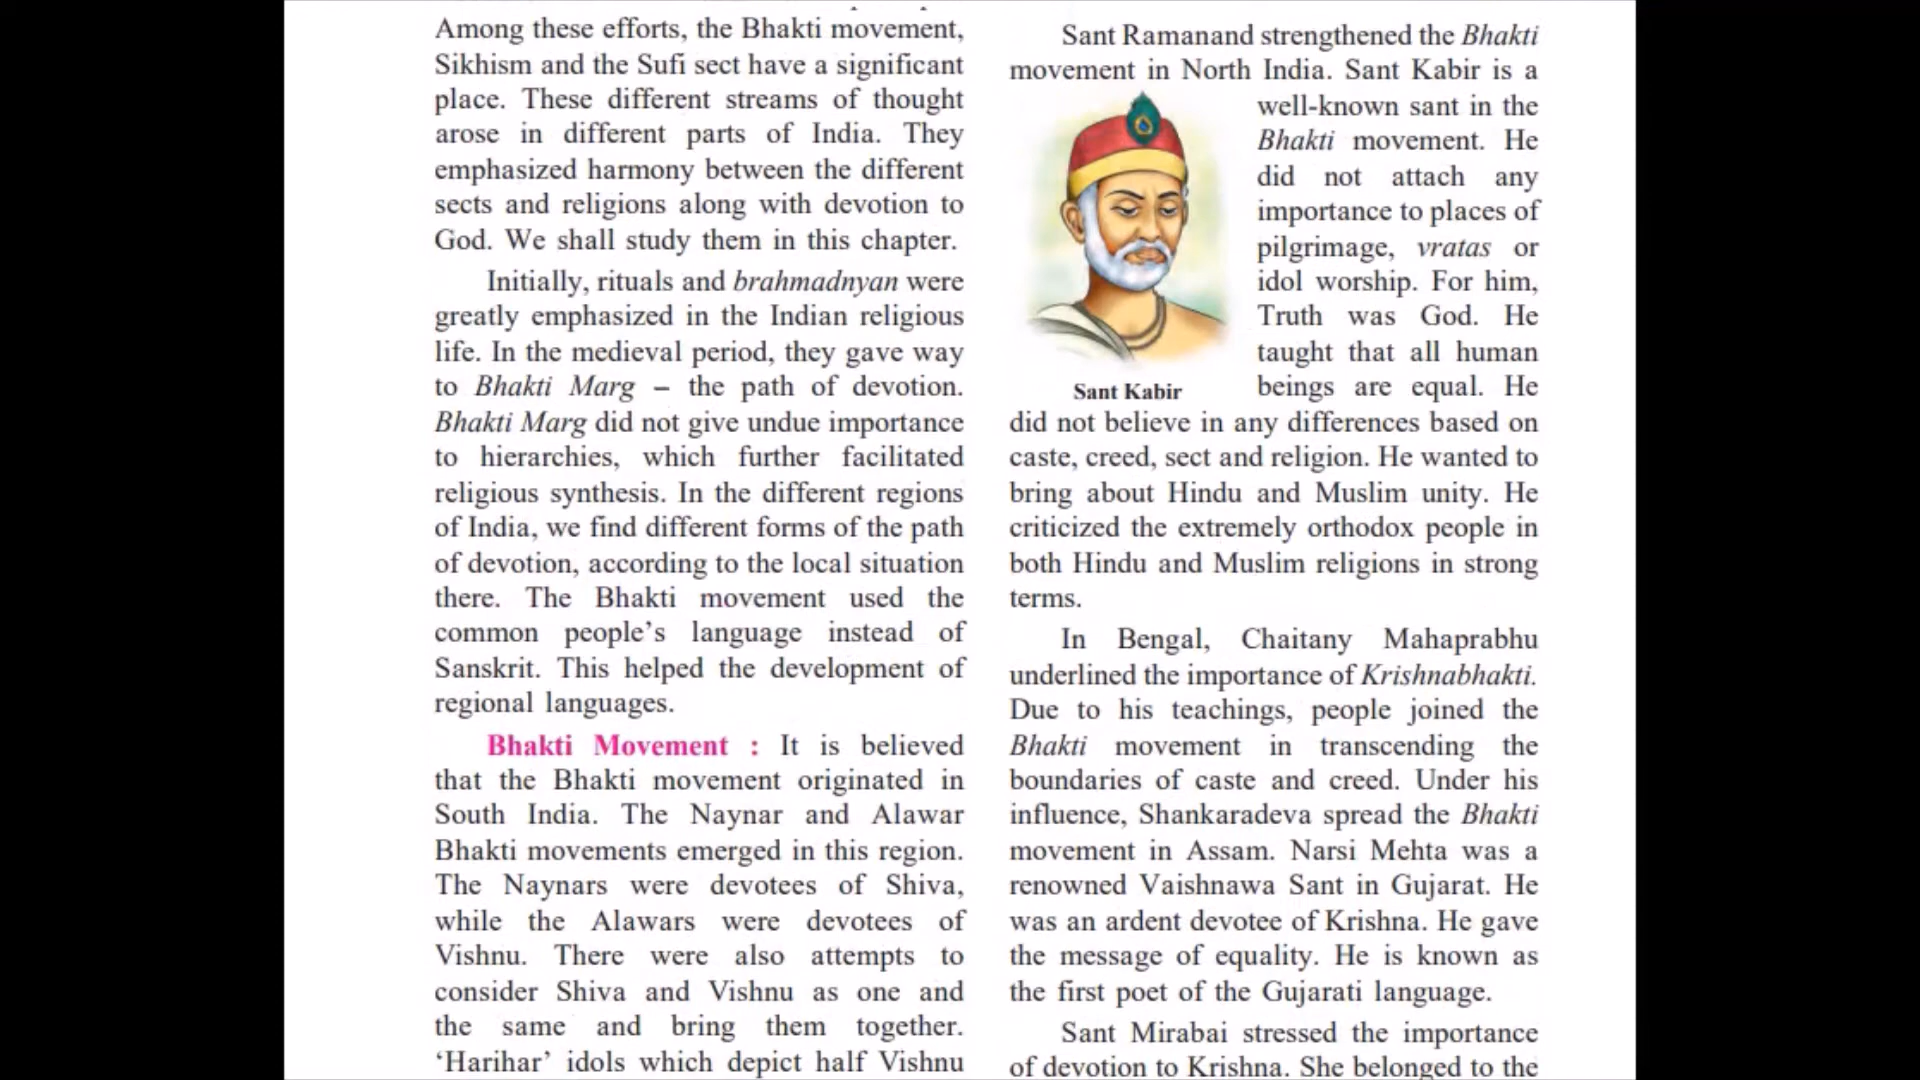 Among these efforts, the Bhakti movement,
Sikhism and the Sufi sect have a significant
place. These different streams of thought
arose in different parts of India. They
emphasized harmony between the different
sects and religions along with devotion to
God. We shall study them in this chapter.
Initially, rituals and brahmadnyan were
greatly emphasized in the Indian religious
life. In the medieval period, they gave way
to Bhakti Marg – the path of devotion.
Bhakti Marg did not give undue importance
to hierarchies, which further facilitated
religious synthesis. In the different regions
of India, we find different forms of the path
of devotion, according to the local situation
there. The Bhakti movement used the
common people’s language instead of
Sanskrit. This helped the development of
regional languages.
Bhakti Movement : It is believed
that the Bhakti movement originated in
South India. The Naynar and Alawar
Bhakti movements emerged in this region.
The Naynars were devotees of Shiva,
while the Alawars were devotees of
Vishnu. There were also attempts to
consider Shiva and Vishnu as one and
the same and bring them together.
‘Harihar’ idols which depict half Vishnu
Sant Ramanand strengthened the Bhakti
movement in North India. Sant Kabir is a
well-known sant in the
Bhakti movement. He
did not attach any
importance to places of
pilgrimage, vratas or
idol worship. For him,
Truth was God. He
taught that all human
beings are equal. He
Sant Kabir
did not believe in any differences based on
caste, creed, sect and religion. He wanted to
bring about Hindu and Muslim unity. He
criticized the extremely orthodox people in
both Hindu and Muslim religions in strong
terms.
In Bengal, Chaitany Mahaprabhu
underlined the importance of Krishnabhakti.
Due to his teachings, people joined the
Bhakti movement in transcending the
boundaries of caste and creed. Under his
influence, Shankaradeva spread the Bhakti
movement in Assam. Narsi Mehta was a
renowned Vaishnawa Sant in Gujarat. He
was an ardent devotee of Krishna. He gave
the message of equality. He is known as
the first poet of the Gujarati language.
Sant Mirabai stressed the importance
of devotion to Krishna. She belonged to the